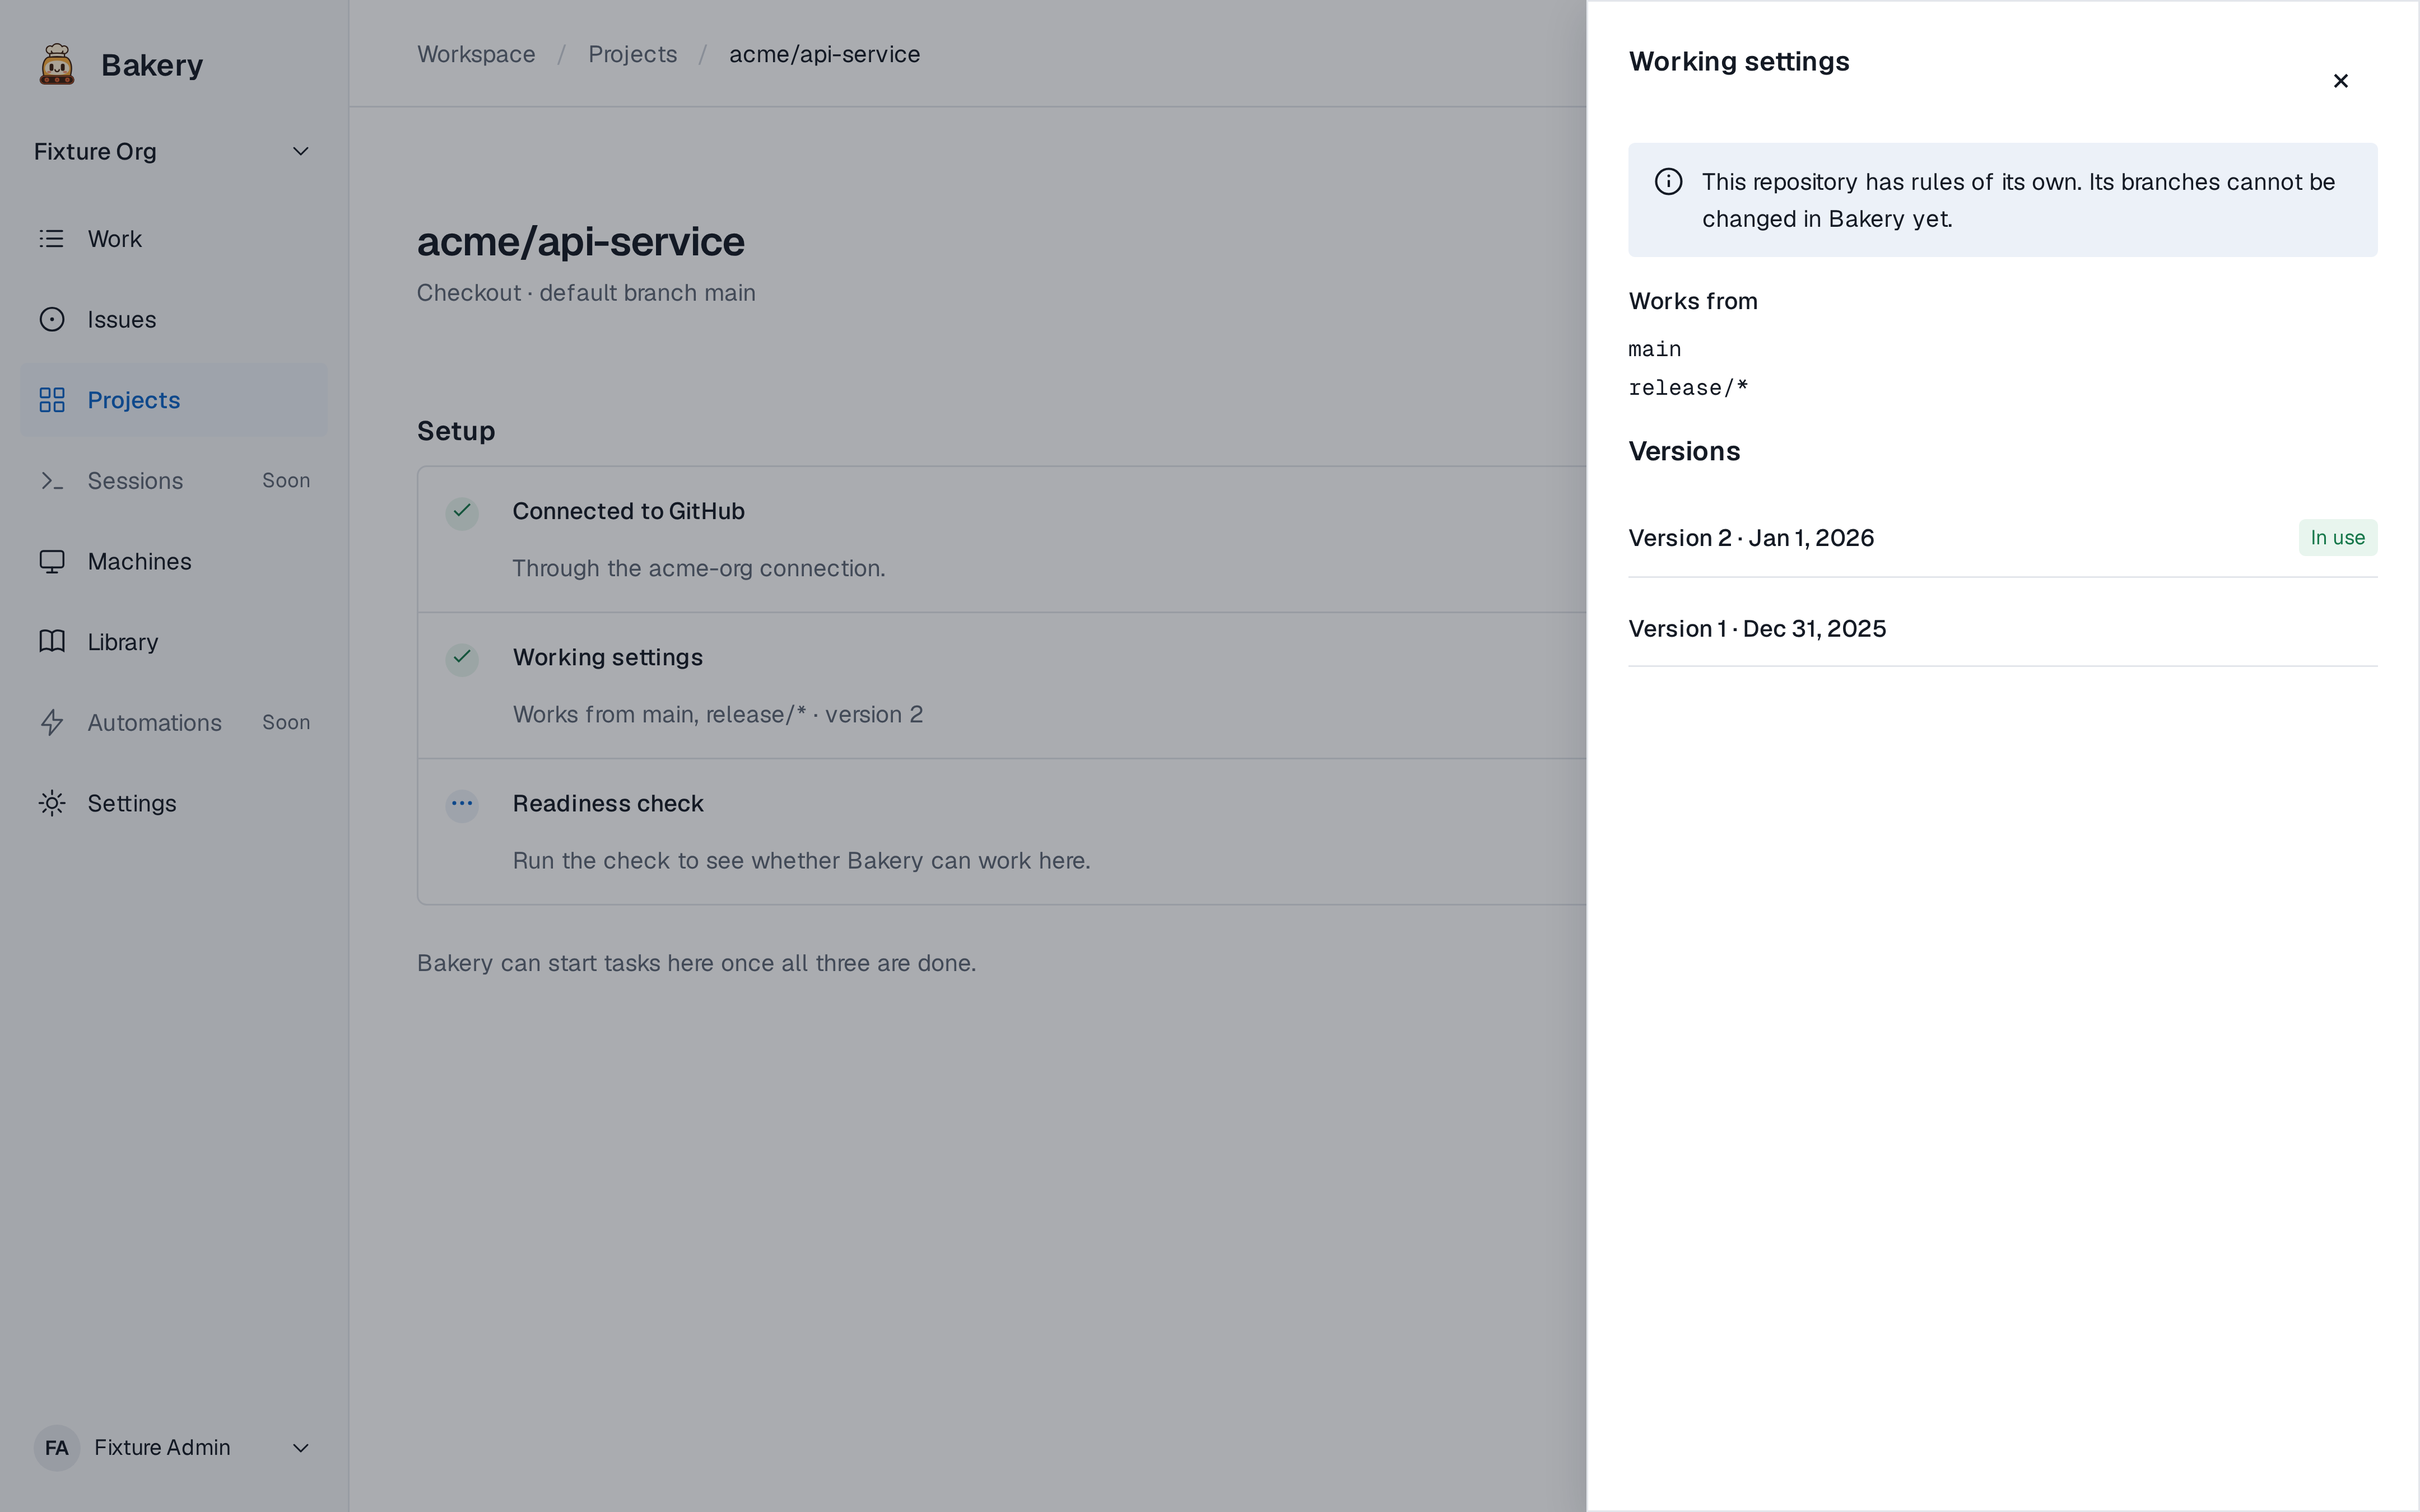 Bakery
Fixture Org
Work
Issues
Projects
Sessions Soon
Machines
Library
Automations Soon
Settings
FA Fixture Admin
Workspace / Projects / acme/api-service
acme/api-service
Checkout · default branch main
Setup
Connected to GitHub
Through the acme-org connection.
Working settings
Works from main, release/* · version 2
Readiness check
Run the check to see whether Bakery can work here.
Bakery can start tasks here once all three are done.
Working settings
This repository has rules of its own. Its branches cannot be
changed in Bakery yet.
Works from
main
release/*
Versions
Version 2 · Jan 1, 2026 In use
Version 1 · Dec 31, 2025